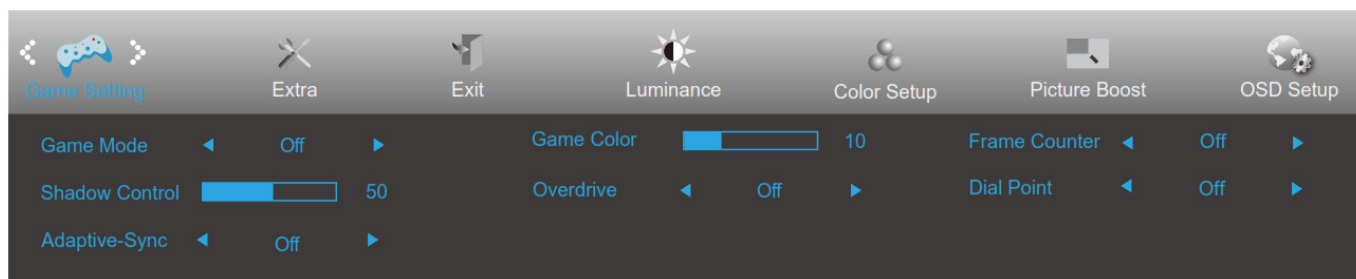 Game Setting Extra Exit Luminance Color Setup Picture Boost OSD Setup
Game Mode Off Game Color 10 Frame Counter Off
Shadow Control 50 Overdrive Off Dial Point Off
Adaptive-Sync Off